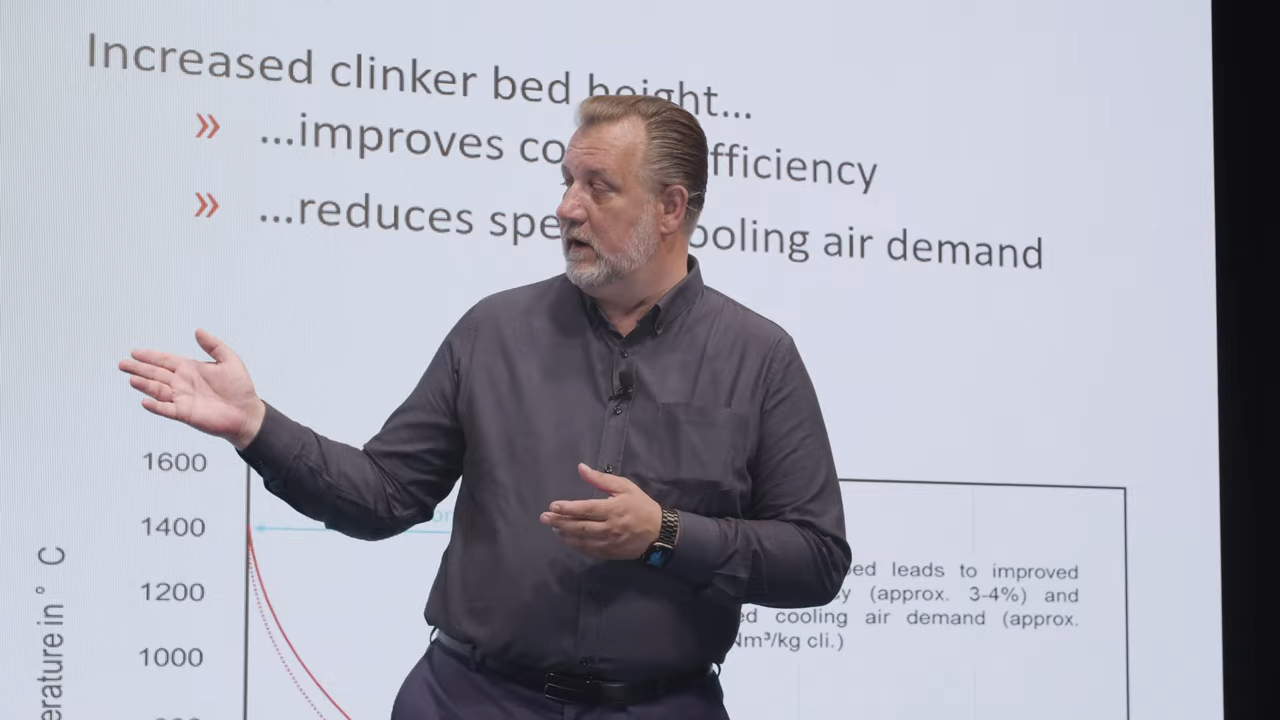 Increased clinker bed height...
» ...improves co fficiency
» ...reduces spe ooling air demand
1600
1400
1200
1000
erature in ° C
bed leads to improved
(approx. 3-4%) and
ed cooling air demand (approx.
Nm³/kg cli.)